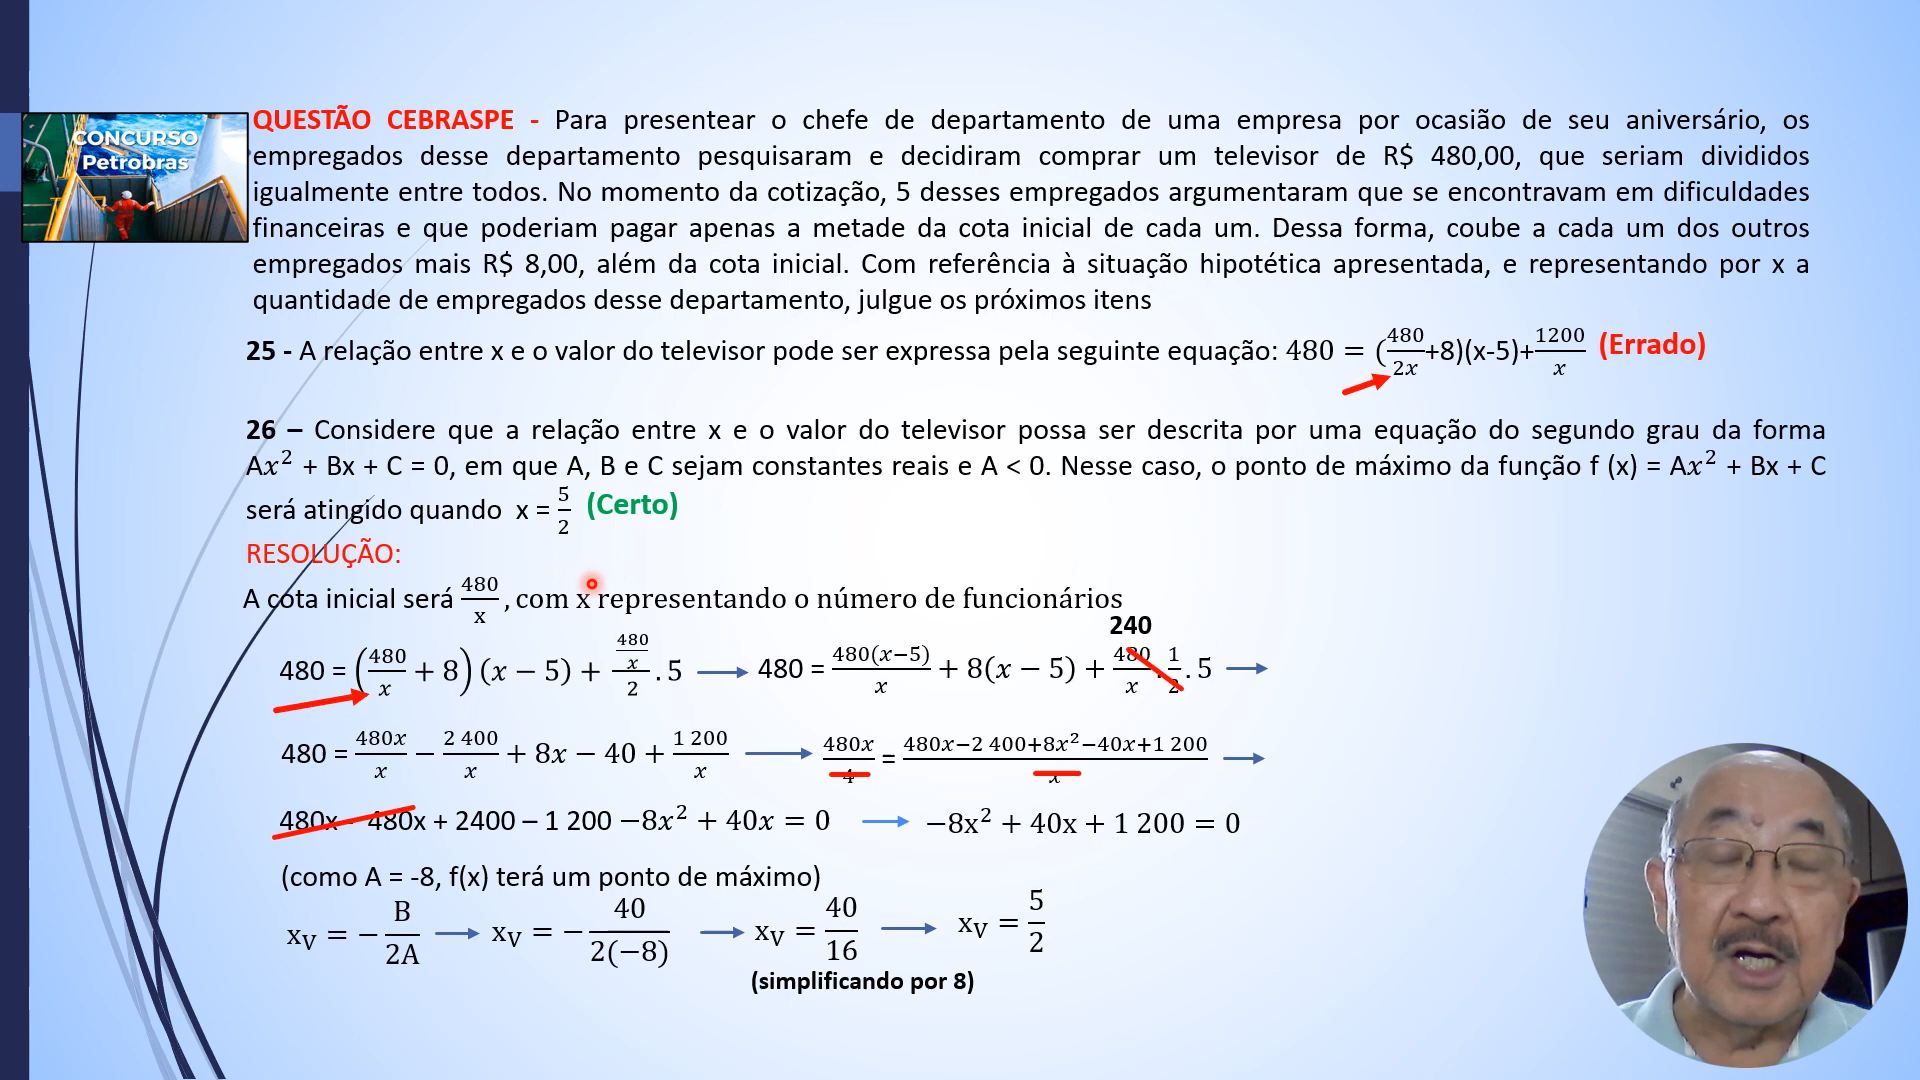 CONCURSO
Petrobras
QUESTÃO CEBRASPE - Para presentear o chefe de departamento de uma empresa por ocasião de seu aniversário, os
empregados desse departamento pesquisaram e decidiram comprar um televisor de R$ 480,00, que seriam divididos
igualmente entre todos. No momento da cotização, 5 desses empregados argumentaram que se encontravam em dificuldades
financeiras e que poderiam pagar apenas a metade da cota inicial de cada um. Dessa forma, coube a cada um dos outros
empregados mais R$ 8,00, além da cota inicial. Com referência à situação hipotética apresentada, e representando por x a
quantidade de empregados desse departamento, julgue os próximos itens
25 - A relação entre x e o valor do televisor pode ser expressa pela seguinte equação: 480 = (480/2x+8)(x-5)+1200/x (Errado)
26 – Considere que a relação entre x e o valor do televisor possa ser descrita por uma equação do segundo grau da forma
Ax² + Bx + C = 0, em que A, B e C sejam constantes reais e A < 0. Nesse caso, o ponto de máximo da função f (x) = Ax² + Bx + C
será atingido quando x = 5/2 (Certo)
RESOLUÇÃO:
A cota inicial será 480/x , com x representando o número de funcionários
240
480 = (480/x + 8) (x − 5) + (480/x)/2 . 5 → 480 = 480(x−5)/x + 8(x − 5) + 480/x . 1/2 . 5 →
480 = 480x/x − 2 400/x + 8x − 40 + 1 200/x → 480x/4 = 480x−2 400+8x²−40x+1 200/x →
480x – 480x + 2400 – 1 200 −8x² + 40x = 0 → −8x² + 40x + 1 200 = 0
(como A = -8, f(x) terá um ponto de máximo)
xV = − B/2A → xV = − 40/2(−8) → xV = 40/16 → xV = 5/2
(simplificando por 8)